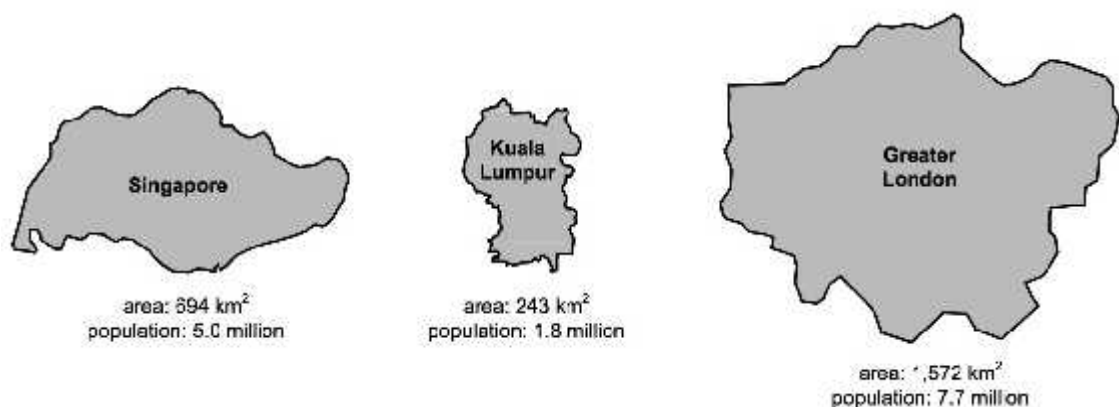 Singapore
area: 694 km²
population: 5.0 million
Kuala
Lumpur
area: 243 km²
population: 1.8 million
Greater
London
area: 1,572 km²
population: 7.7 million